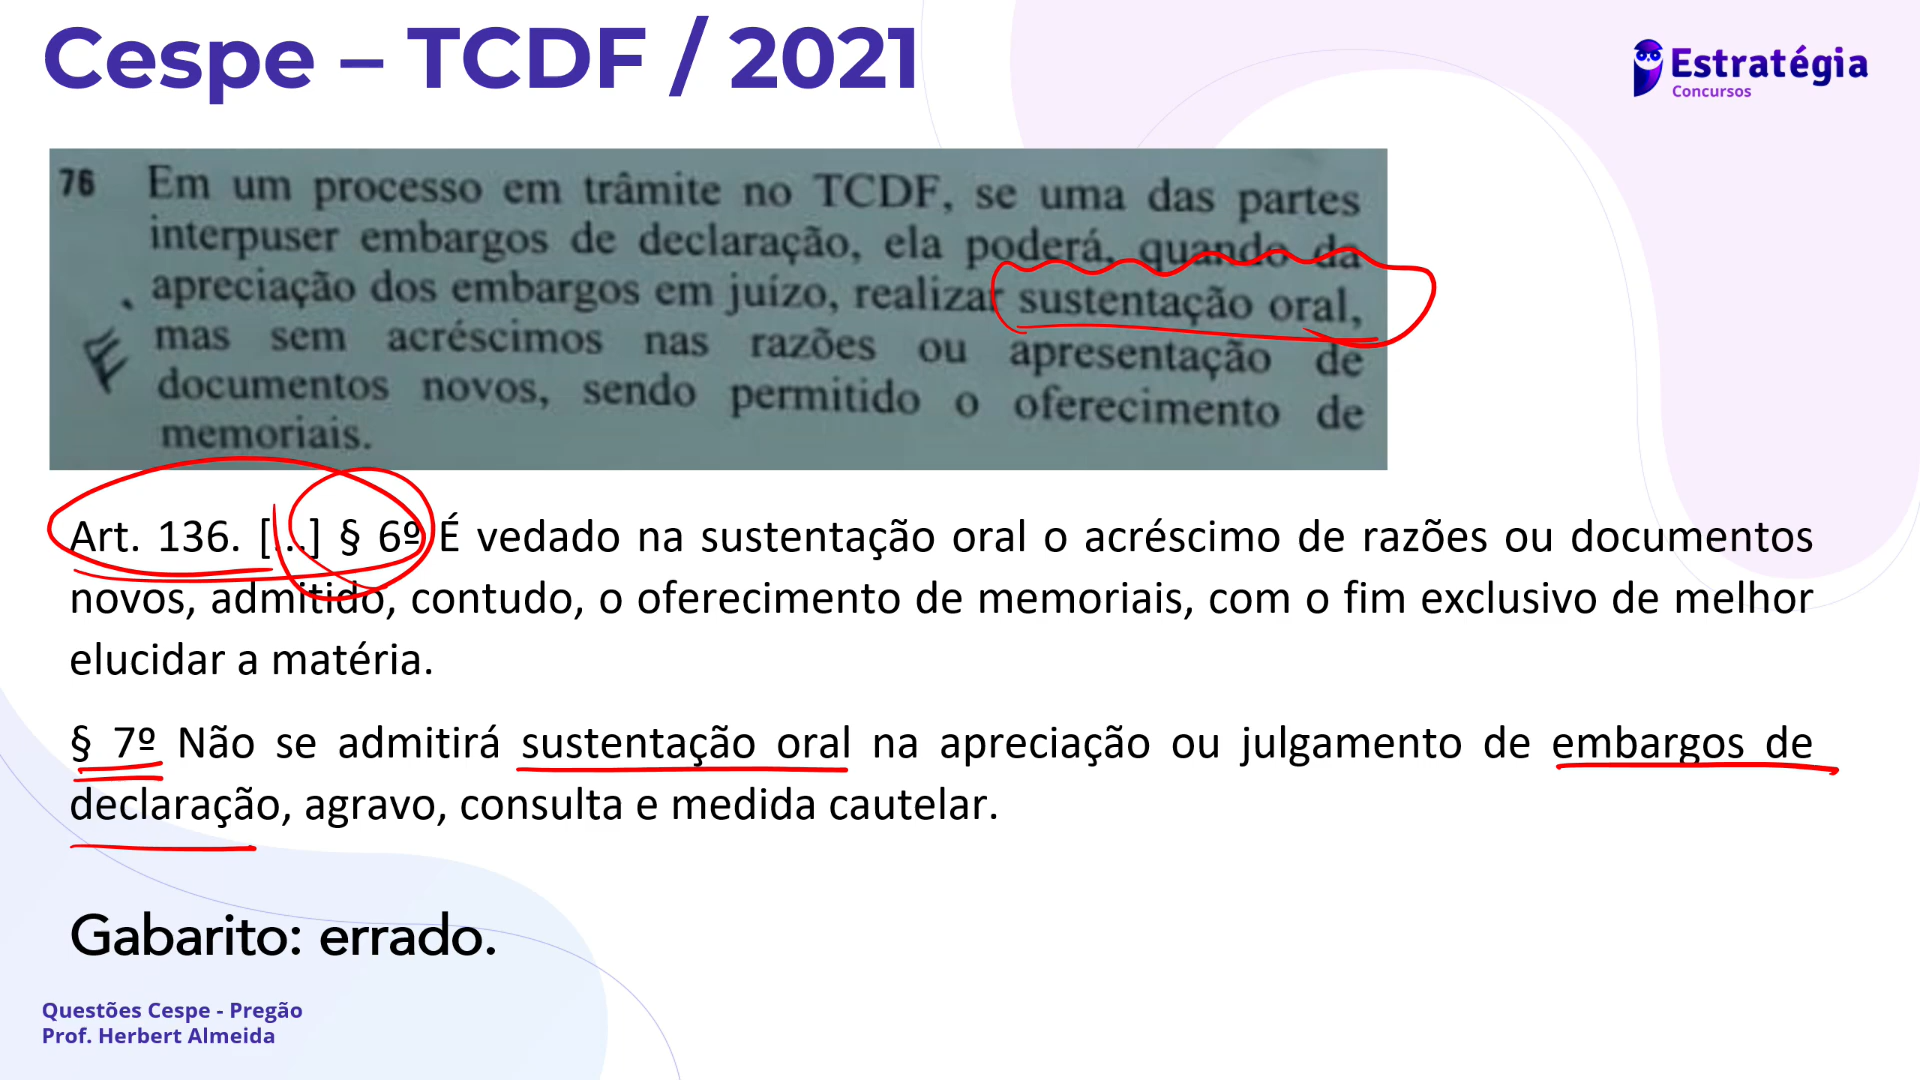 Cespe – TCDF / 2021
Estratégia
Concursos
76 Em um processo em trâmite no TCDF, se uma das partes
interpuser embargos de declaração, ela poderá, quando da
apreciação dos embargos em juízo, realizar sustentação oral,
mas sem acréscimos nas razões ou apresentação de
documentos novos, sendo permitido o oferecimento de
memoriais.
E
Art. 136. [...] § 6º É vedado na sustentação oral o acréscimo de razões ou documentos
novos, admitido, contudo, o oferecimento de memoriais, com o fim exclusivo de melhor
elucidar a matéria.
§ 7º Não se admitirá sustentação oral na apreciação ou julgamento de embargos de
declaração, agravo, consulta e medida cautelar.
Gabarito: errado.
Questões Cespe - Pregão
Prof. Herbert Almeida